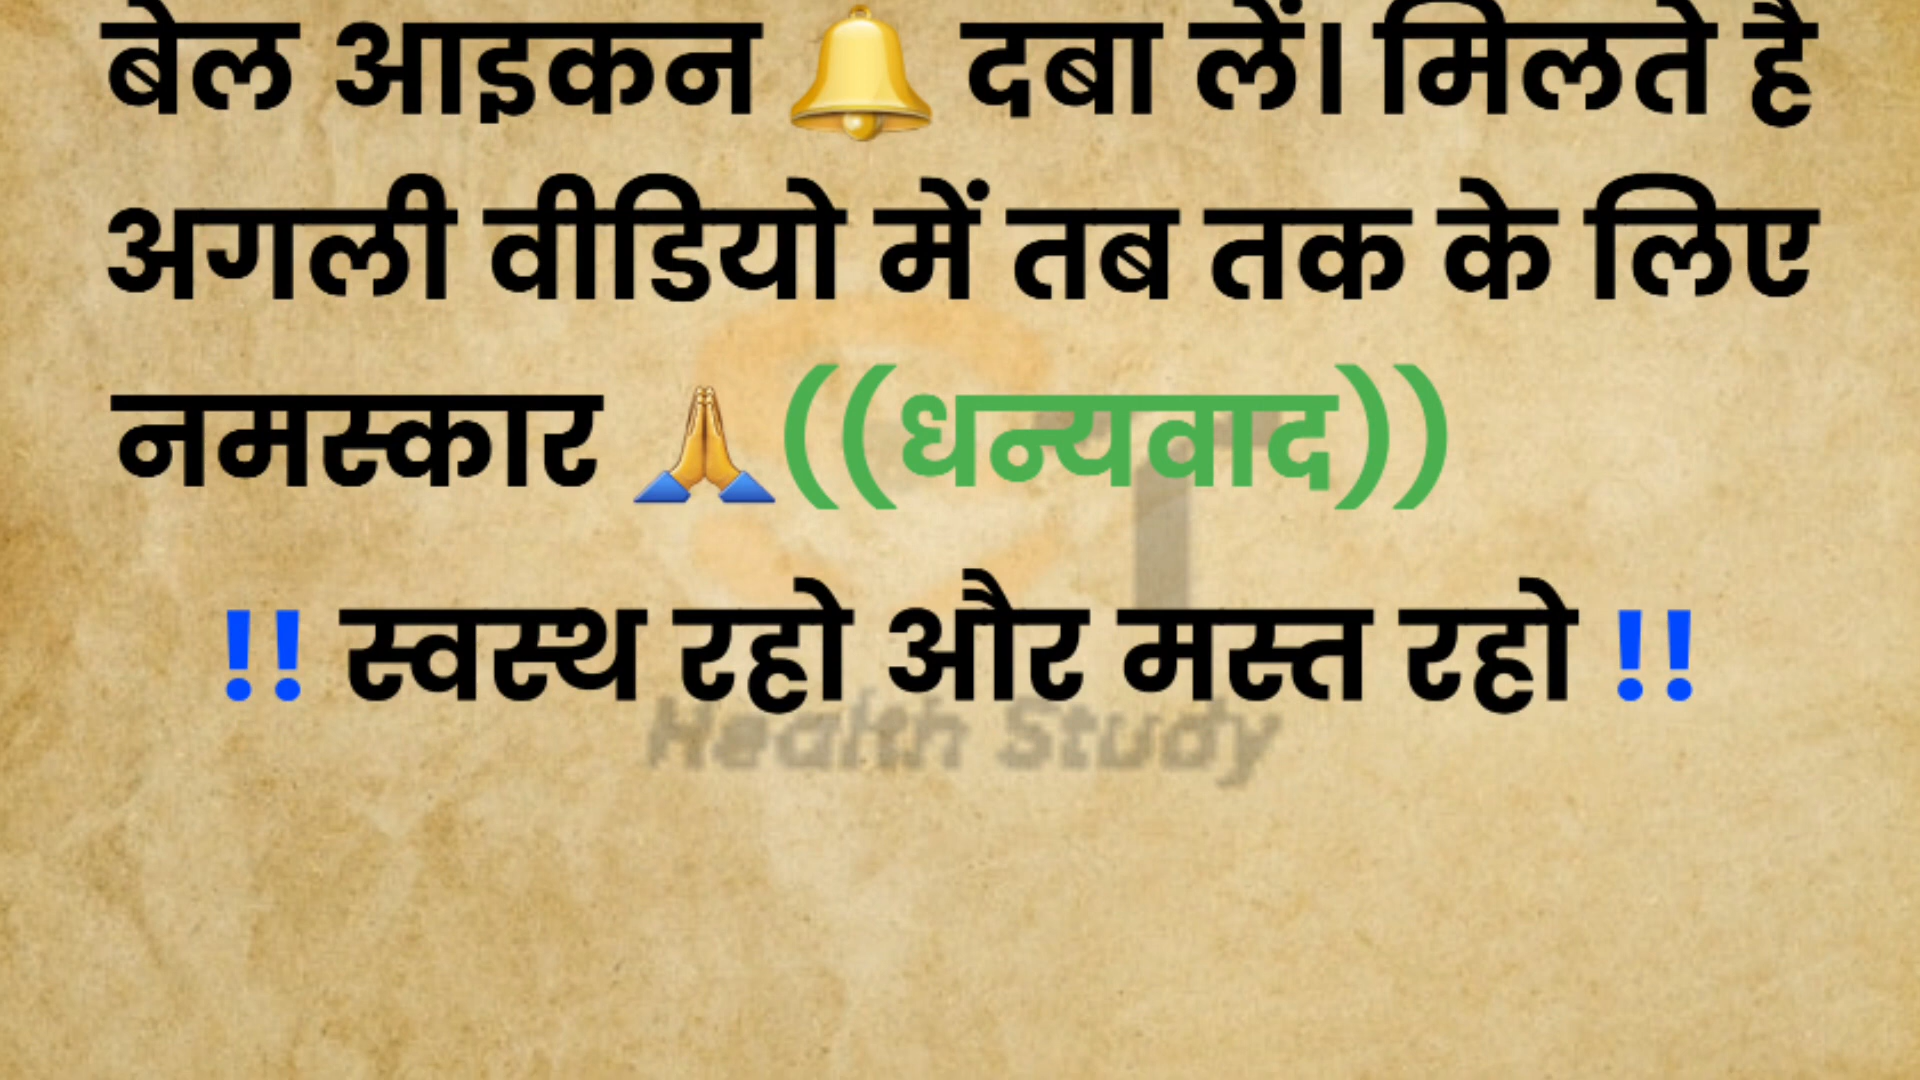 बेल आइकन 🔔 दबा लें। मिलते है
अगली वीडियो में तब तक के लिए
नमस्कार 🙏((धन्यवाद))
!! स्वस्थ रहो और मस्त रहो !!
Health Study